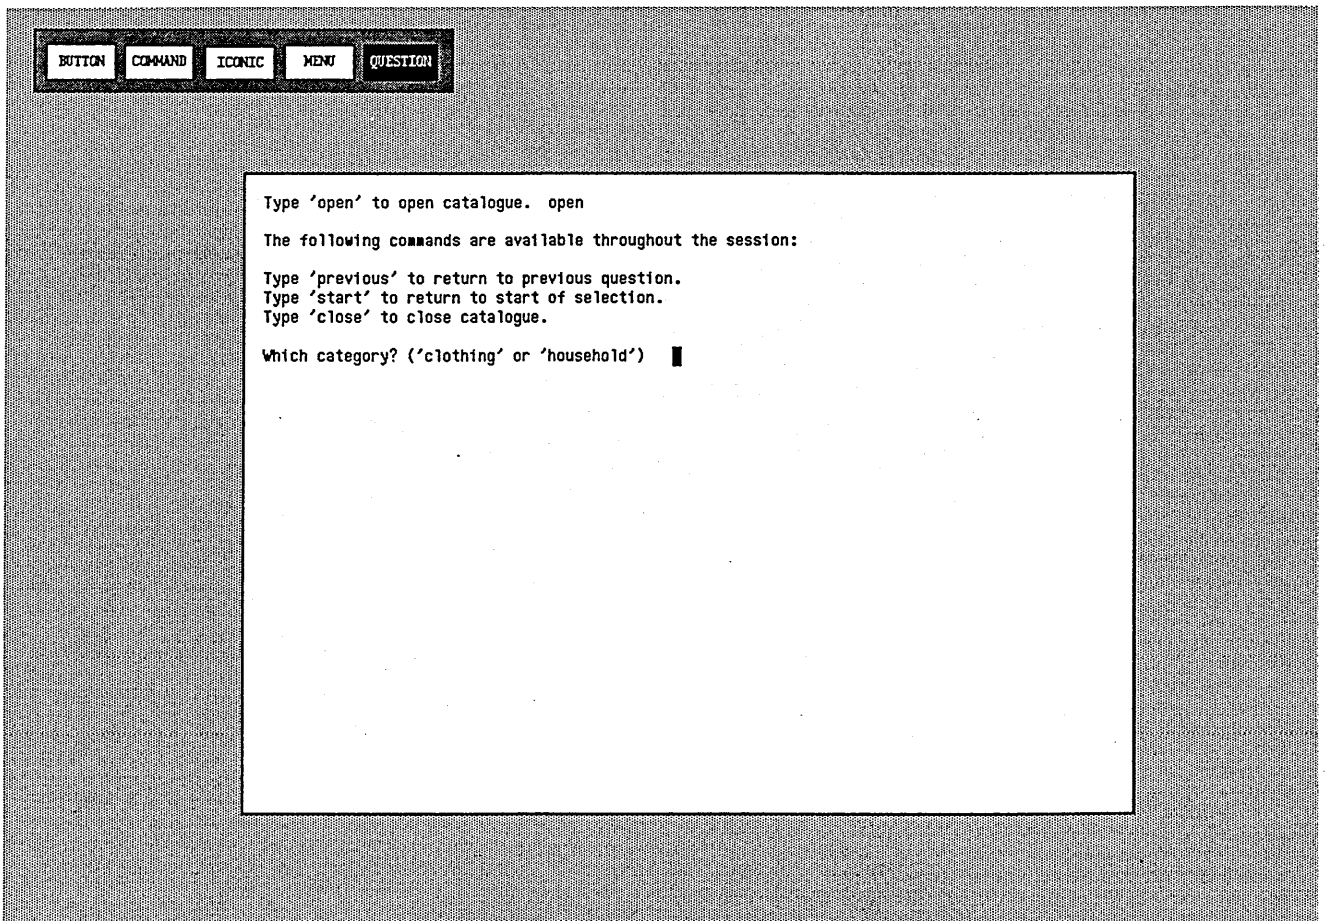 BUTTON COMMAND ICONIC MENU QUESTION
Type 'open' to open catalogue. open
The following commands are available throughout the session:
Type 'previous' to return to previous question.
Type 'start' to return to start of selection.
Type 'close' to close catalogue.
Which category? ('clothing' or 'household')